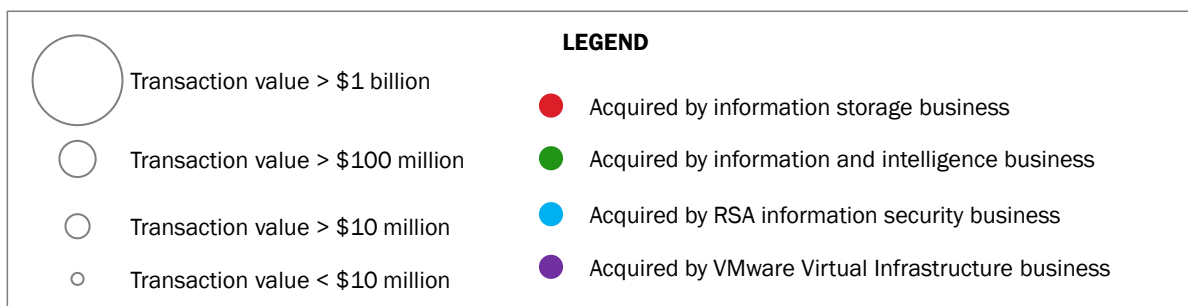 LEGEND
Transaction value > $1 billion
Transaction value > $100 million
Transaction value > $10 million
Transaction value < $10 million
Acquired by information storage business
Acquired by information and intelligence business
Acquired by RSA information security business
Acquired by VMware Virtual Infrastructure business